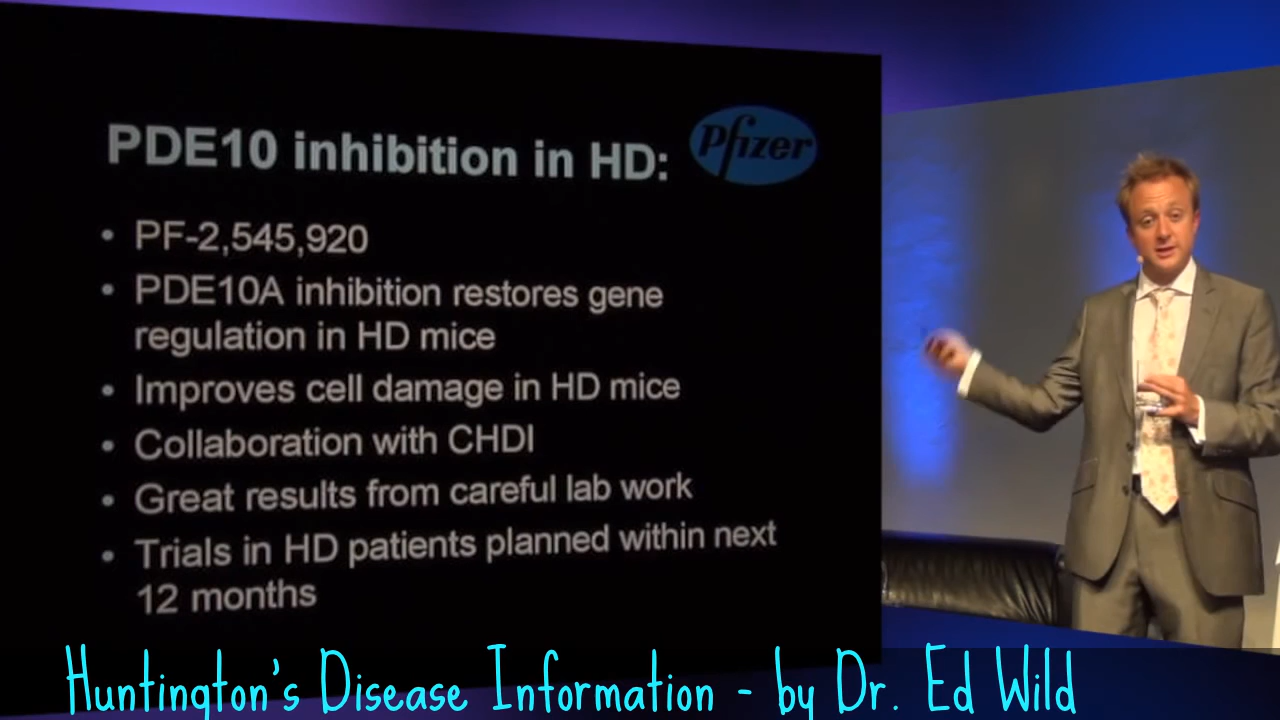 PDE10 inhibition in HD:
Pfizer
• PF-2,545,920
• PDE10A inhibition restores gene
regulation in HD mice
• Improves cell damage in HD mice
• Collaboration with CHDI
• Great results from careful lab work
• Trials in HD patients planned within next
12 months
Huntington's Disease Information - by Dr. Ed Wild